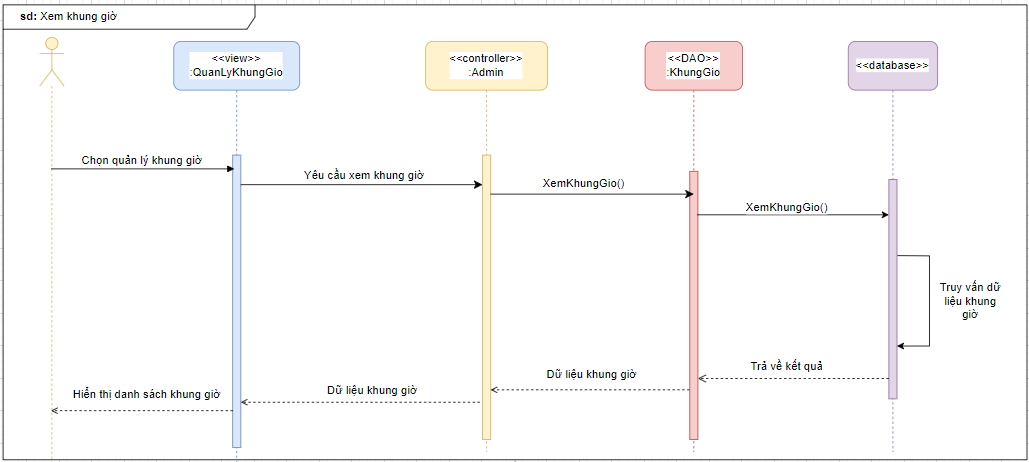 sd: Xem khung giờ
<<view>>
:QuanLyKhungGio
<<controller>>
:Admin
<<DAO>>
:KhungGio
<<database>>
Chọn quản lý khung giờ
Yếu cầu xem khung giờ
XemKhungGio()
XemKhungGio()
Truy vấn dữ
liệu khung
giờ
Trả về kết quả
Dữ liệu khung giờ
Dữ liệu khung giờ
Hiển thị danh sách khung giờ